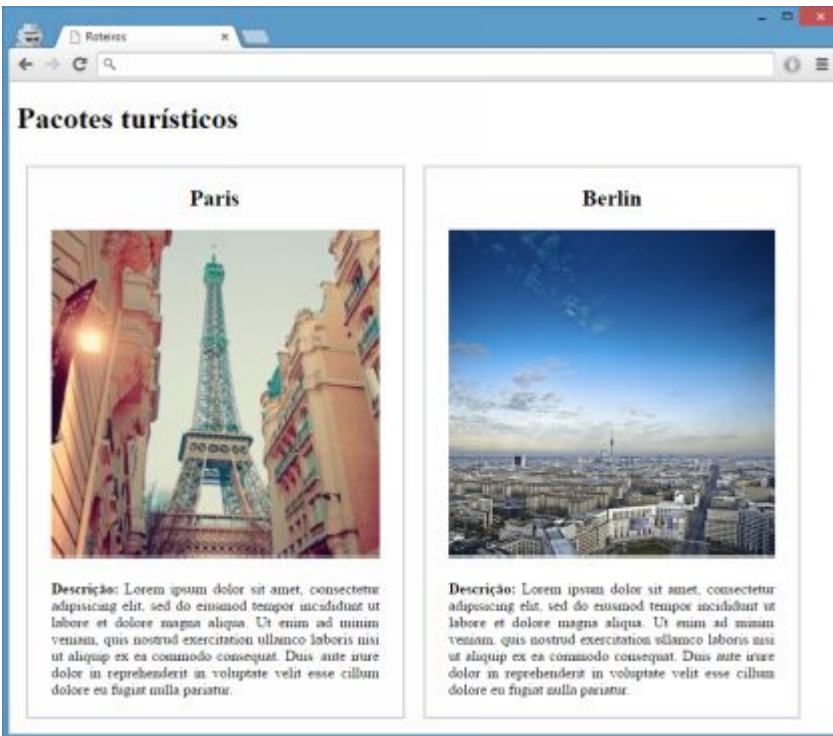 Roteiros
Pacotes turísticos
Paris
Descrição: Lorem ipsum dolor sit amet, consectetur
adipisicing elit, sed do eiusmod tempor incididunt ut
labore et dolore magna aliqua. Ut enim ad minim
veniam, quis nostrud exercitation ullamco laboris nisi
ut aliquip ex ea commodo consequat. Duis aute irure
dolor in reprehenderit in voluptate velit esse cillum
dolore eu fugiat nulla pariatur.
Berlin
Descrição: Lorem ipsum dolor sit amet, consectetur
adipisicing elit, sed do eiusmod tempor incididunt ut
labore et dolore magna aliqua. Ut enim ad minim
veniam, quis nostrud exercitation ullamco laboris nisi
ut aliquip ex ea commodo consequat. Duis aute irure
dolor in reprehenderit in voluptate velit esse cillum
dolore eu fugiat nulla pariatur.